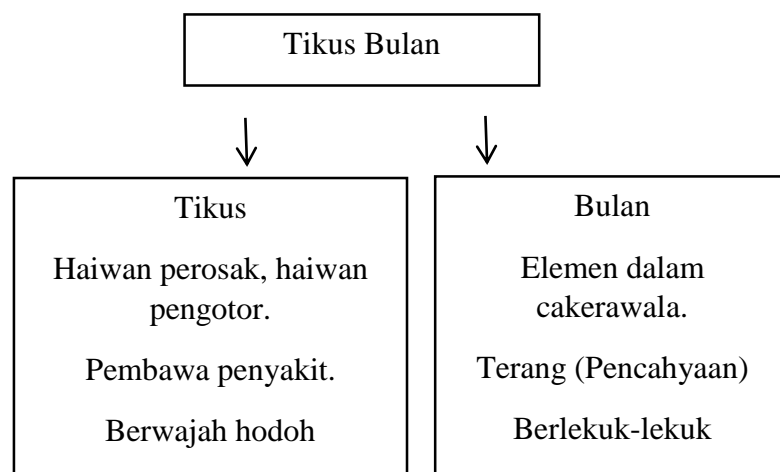 Tikus Bulan
Tikus
Haiwan perosak, haiwan
pengotor.
Pembawa penyakit.
Berwajah hodoh
Bulan
Elemen dalam
cakerawala.
Terang (Pencahyaan)
Berlekuk-lekuk